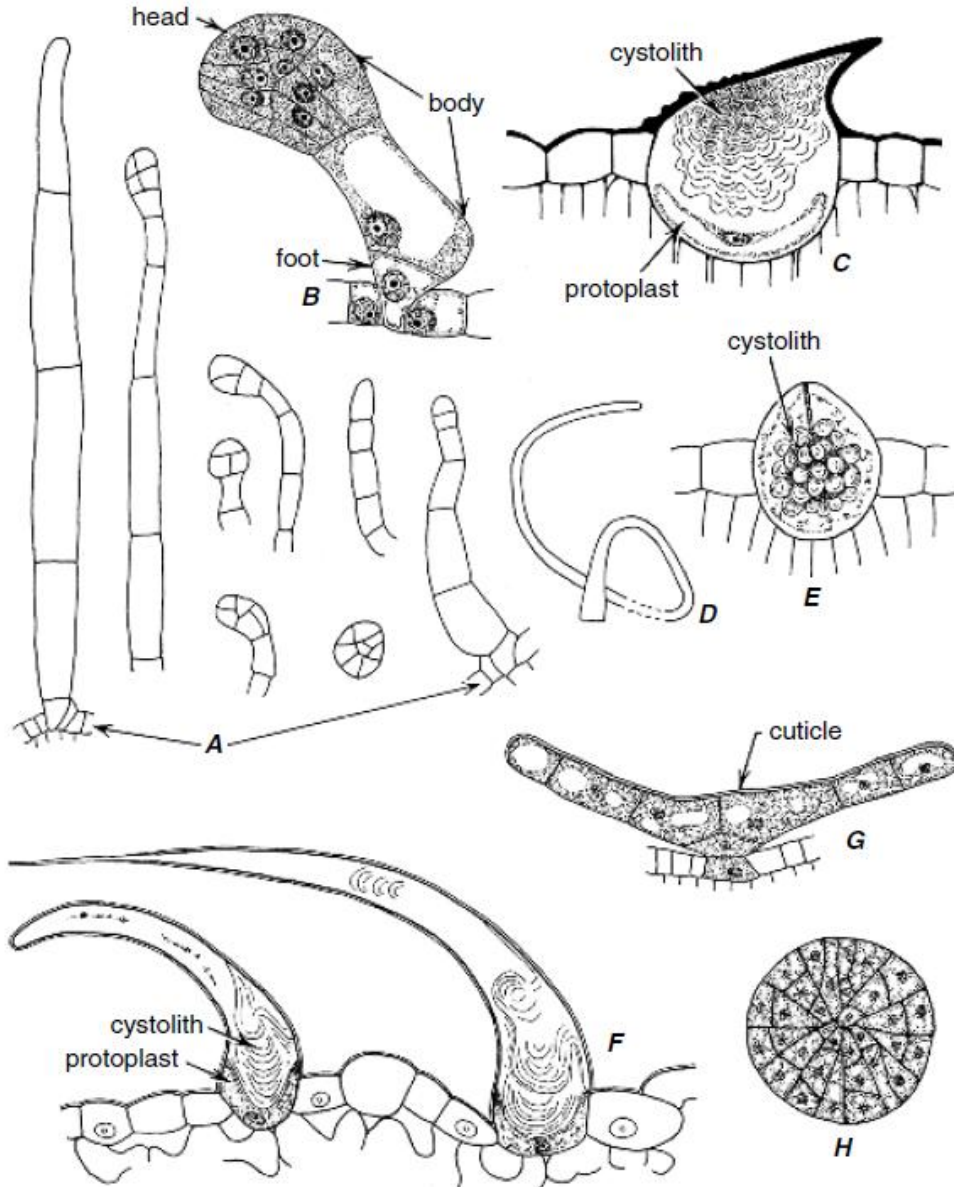 head
body
foot
B
cystolith
protoplast
C
cystolith
E
D
A
cuticle
G
cystolith
protoplast
F
H